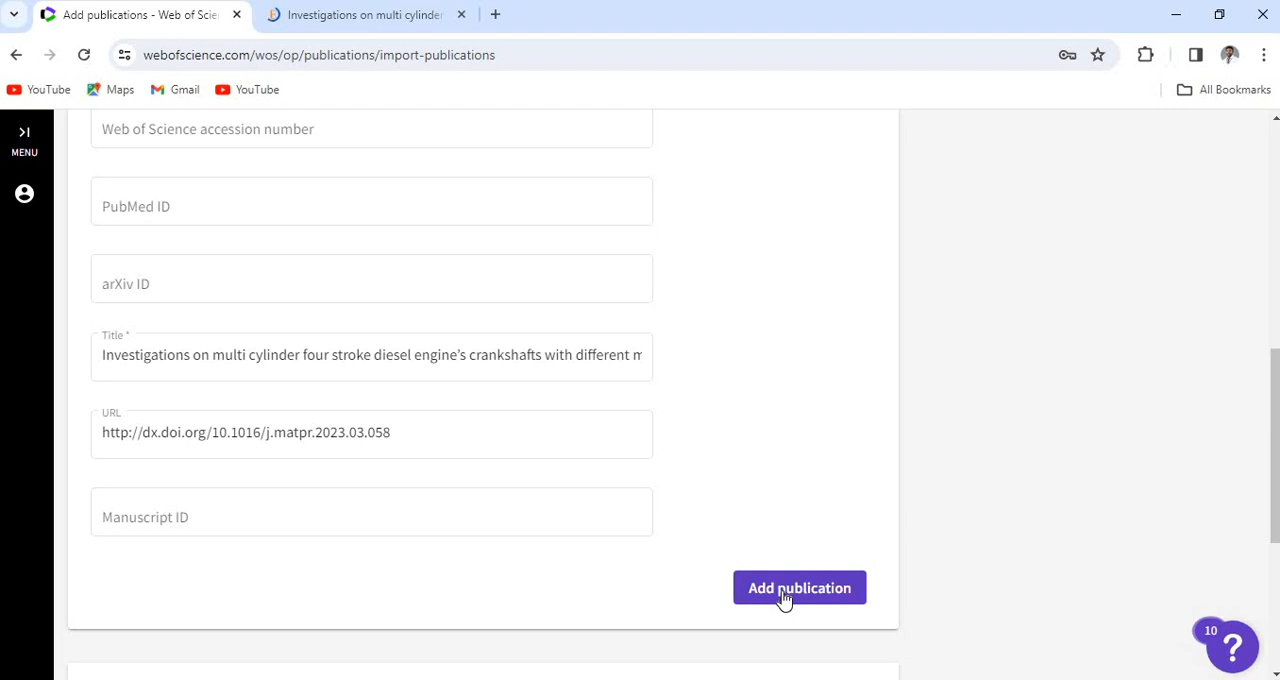 Add publications - Web of Scie
Investigations on multi cylinde
webofscience.com/wos/op/publications/import-publications
YouTube
Maps
Gmail
YouTube
All Bookmarks
MENU
Web of Science accession number
PubMed ID
arXiv ID
Title *
Investigations on multi cylinder four stroke diesel engine’s crankshafts with different m
URL
http://dx.doi.org/10.1016/j.matpr.2023.03.058
Manuscript ID
Add publication
10
?